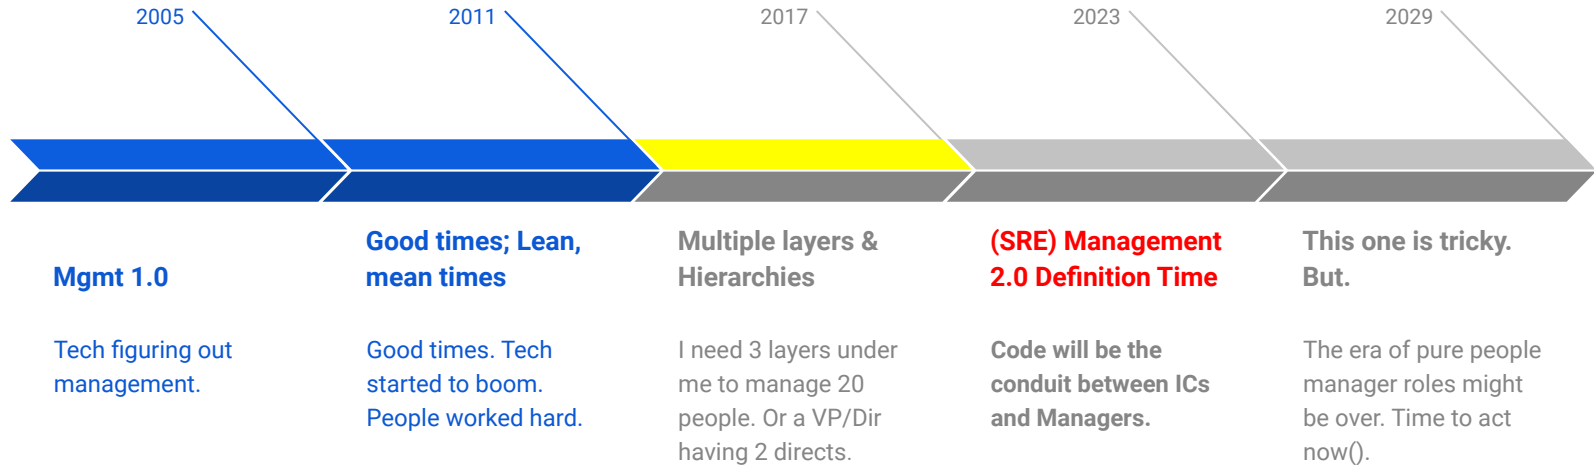 2005
2011
2017
2023
2029
Mgmt 1.0
Tech figuring out
management.
Good times; Lean,
mean times
Good times. Tech
started to boom.
People worked hard.
Multiple layers &
Hierarchies
I need 3 layers under
me to manage 20
people. Or a VP/Dir
having 2 directs.
(SRE) Management
2.0 Definition Time
Code will be the
conduit between ICs
and Managers.
This one is tricky.
But.
The era of pure people
manager roles might
be over. Time to act
now().